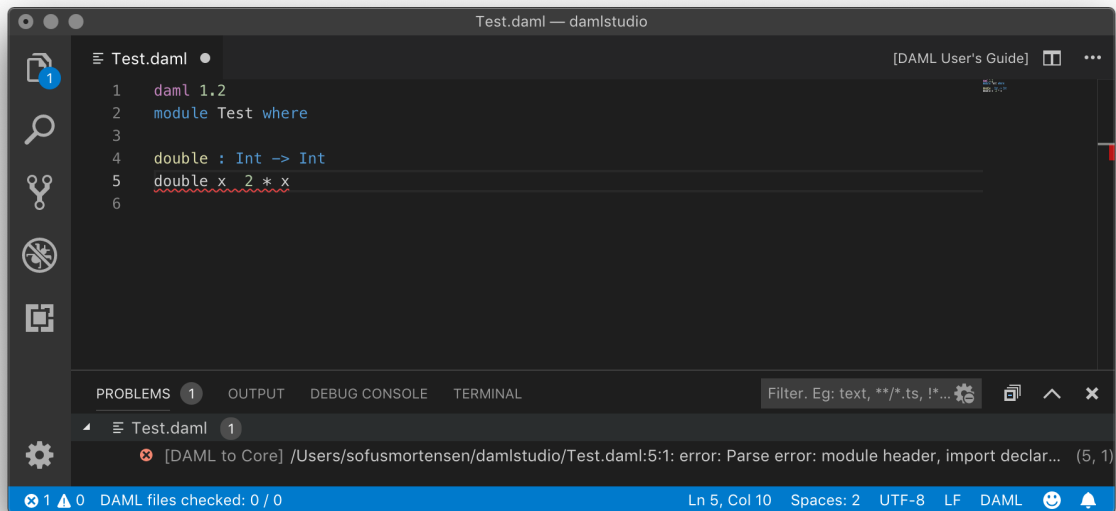 Test.daml — damlstudio
1
Test.daml
[DAML User's Guide]
1 daml 1.2
2 module Test where
3
4 double : Int -> Int
5 double x  2 * x
6
PROBLEMS 1 OUTPUT DEBUG CONSOLE TERMINAL Filter. Eg: text, **/*.ts, !*...
Test.daml 1
[DAML to Core] /Users/sofusmortensen/damlstudio/Test.daml:5:1: error: Parse error: module header, import declar... (5, 1)
1 0 DAML files checked: 0 / 0 Ln 5, Col 10 Spaces: 2 UTF-8 LF DAML